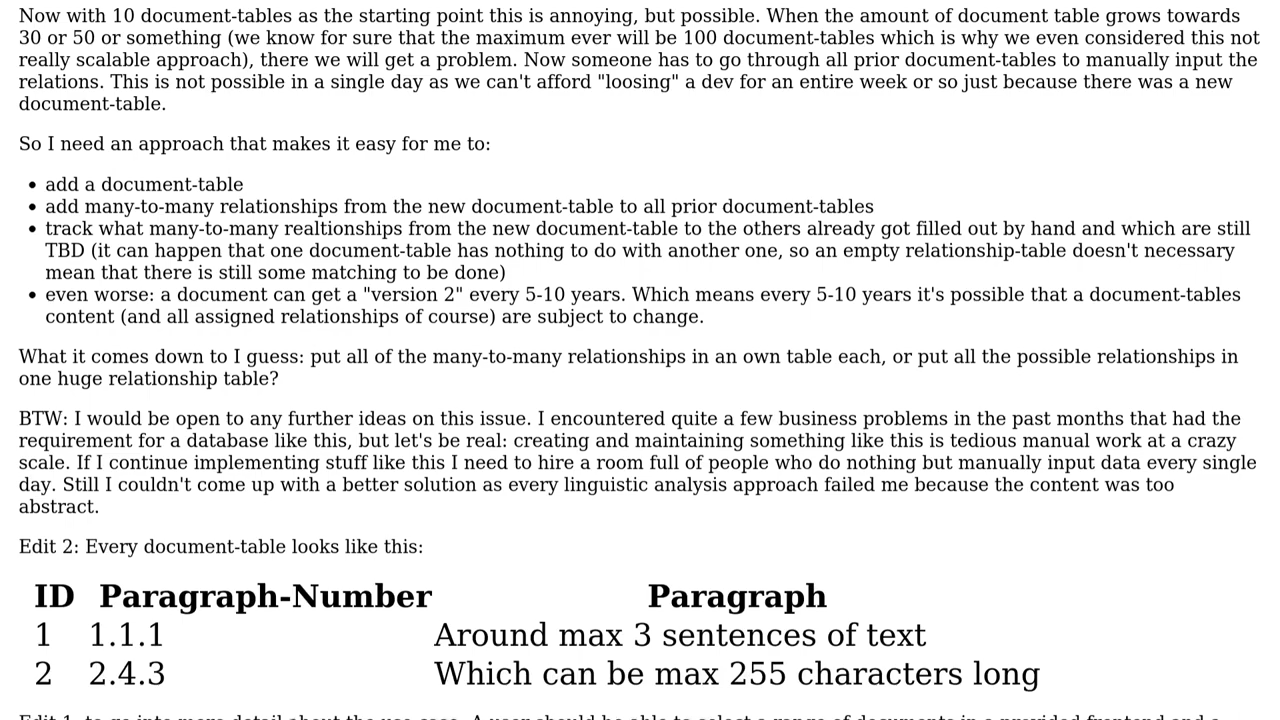 Now with 10 document-tables as the starting point this is annoying, but possible. When the amount of document table grows towards
30 or 50 or something (we know for sure that the maximum ever will be 100 document-tables which is why we even considered this not
really scalable approach), there we will get a problem. Now someone has to go through all prior document-tables to manually input the
relations. This is not possible in a single day as we can't afford "loosing" a dev for an entire week or so just because there was a new
document-table.
So I need an approach that makes it easy for me to:
• add a document-table
• add many-to-many relationships from the new document-table to all prior document-tables
• track what many-to-many realtionships from the new document-table to the others already got filled out by hand and which are still
TBD (it can happen that one document-table has nothing to do with another one, so an empty relationship-table doesn't necessary
mean that there is still some matching to be done)
• even worse: a document can get a "version 2" every 5-10 years. Which means every 5-10 years it's possible that a document-tables
content (and all assigned relationships of course) are subject to change.
What it comes down to I guess: put all of the many-to-many relationships in an own table each, or put all the possible relationships in
one huge relationship table?
BTW: I would be open to any further ideas on this issue. I encountered quite a few business problems in the past months that had the
requirement for a database like this, but let's be real: creating and maintaining something like this is tedious manual work at a crazy
scale. If I continue implementing stuff like this I need to hire a room full of people who do nothing but manually input data every single
day. Still I couldn't come up with a better solution as every linguistic analysis approach failed me because the content was too
abstract.
Edit 2: Every document-table looks like this:
ID Paragraph-Number Paragraph
1 1.1.1 Around max 3 sentences of text
2 2.4.3 Which can be max 255 characters long